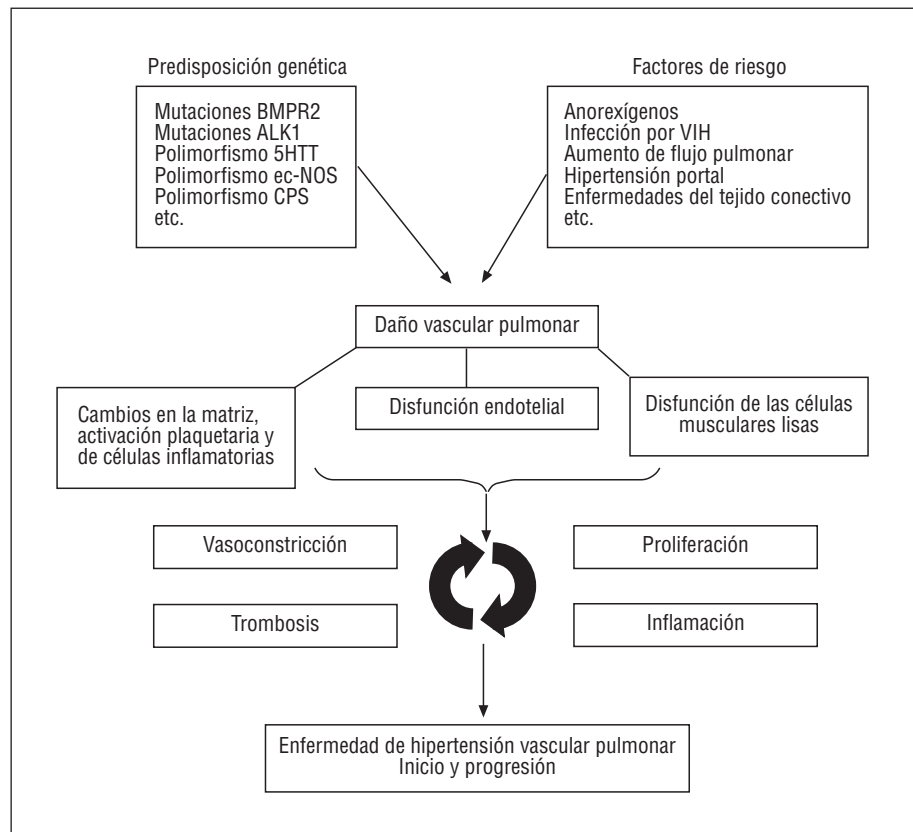 Predisposición genética
Mutaciones BMPR2
Mutaciones ALK1
Polimorfismo 5HTT
Polimorfismo ec-NOS
Polimorfismo CPS
etc.
Factores de riesgo
Anorexígenos
Infección por VIH
Aumento de flujo pulmonar
Hipertensión portal
Enfermedades del tejido conectivo
etc.
Daño vascular pulmonar
Cambios en la matriz,
activación plaquetaria y
de células inflamatorias
Disfunción endotelial
Disfunción de las células
musculares lisas
Vasoconstricción
Proliferación
Trombosis
Inflamación
Enfermedad de hipertensión vascular pulmonar
Inicio y progresión